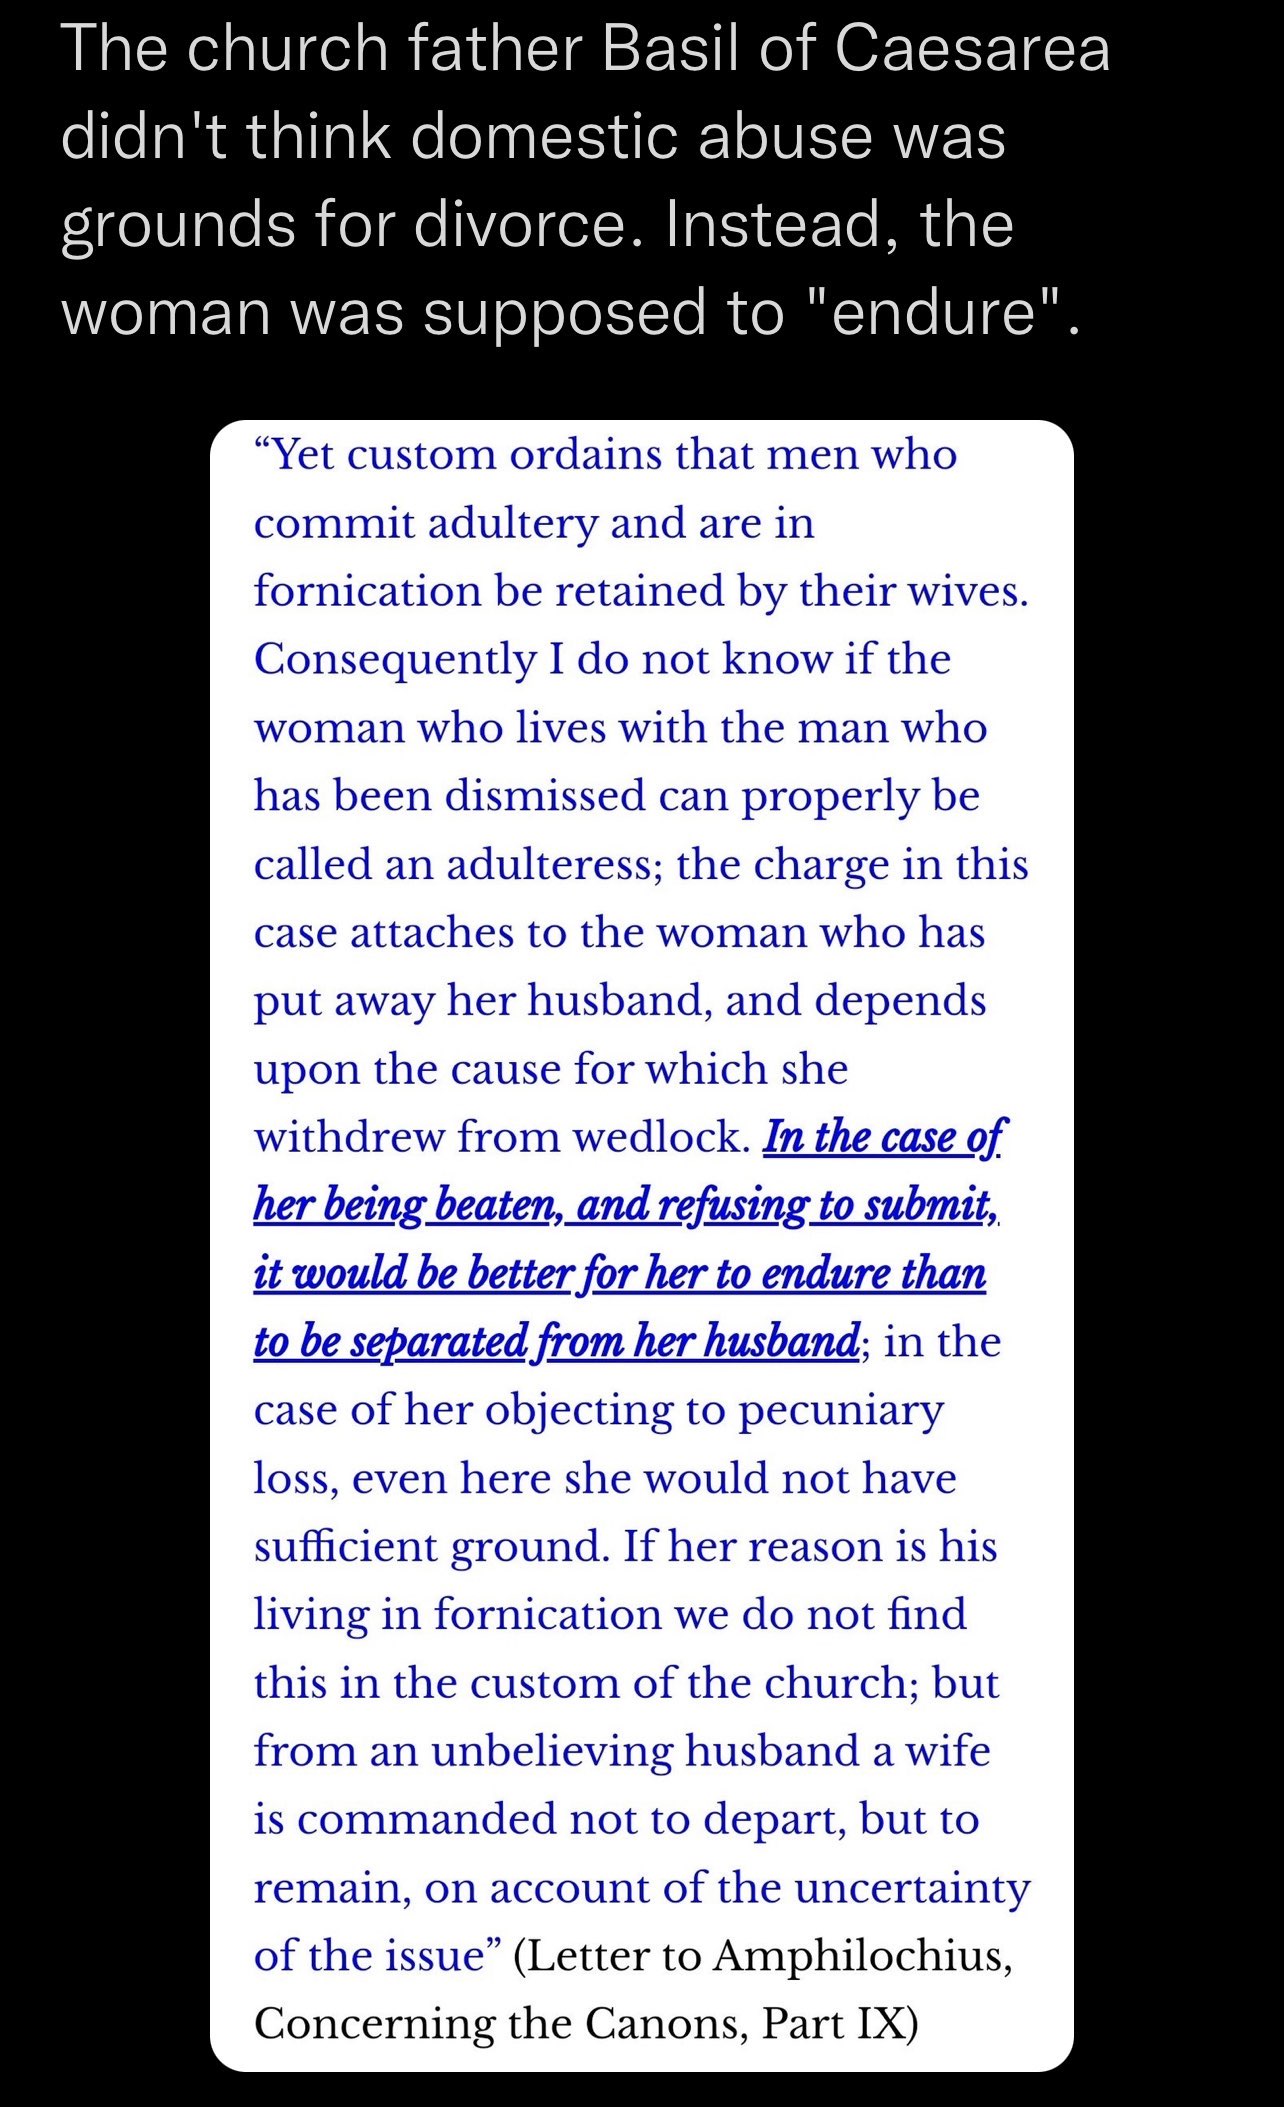 The church father Basil of Caesarea
didn't think domestic abuse was
grounds for divorce. Instead, the
woman was supposed to "endure".
“Yet custom ordains that men who
commit adultery and are in
fornication be retained by their wives.
Consequently I do not know if the
woman who lives with the man who
has been dismissed can properly be
called an adulteress; the charge in this
case attaches to the woman who has
put away her husband, and depends
upon the cause for which she
withdrew from wedlock. In the case of
her being beaten, and refusing to submit,
it would be better for her to endure than
to be separated from her husband; in the
case of her objecting to pecuniary
loss, even here she would not have
sufficient ground. If her reason is his
living in fornication we do not find
this in the custom of the church; but
from an unbelieving husband a wife
is commanded not to depart, but to
remain, on account of the uncertainty
of the issue” (Letter to Amphilochius,
Concerning the Canons, Part IX)